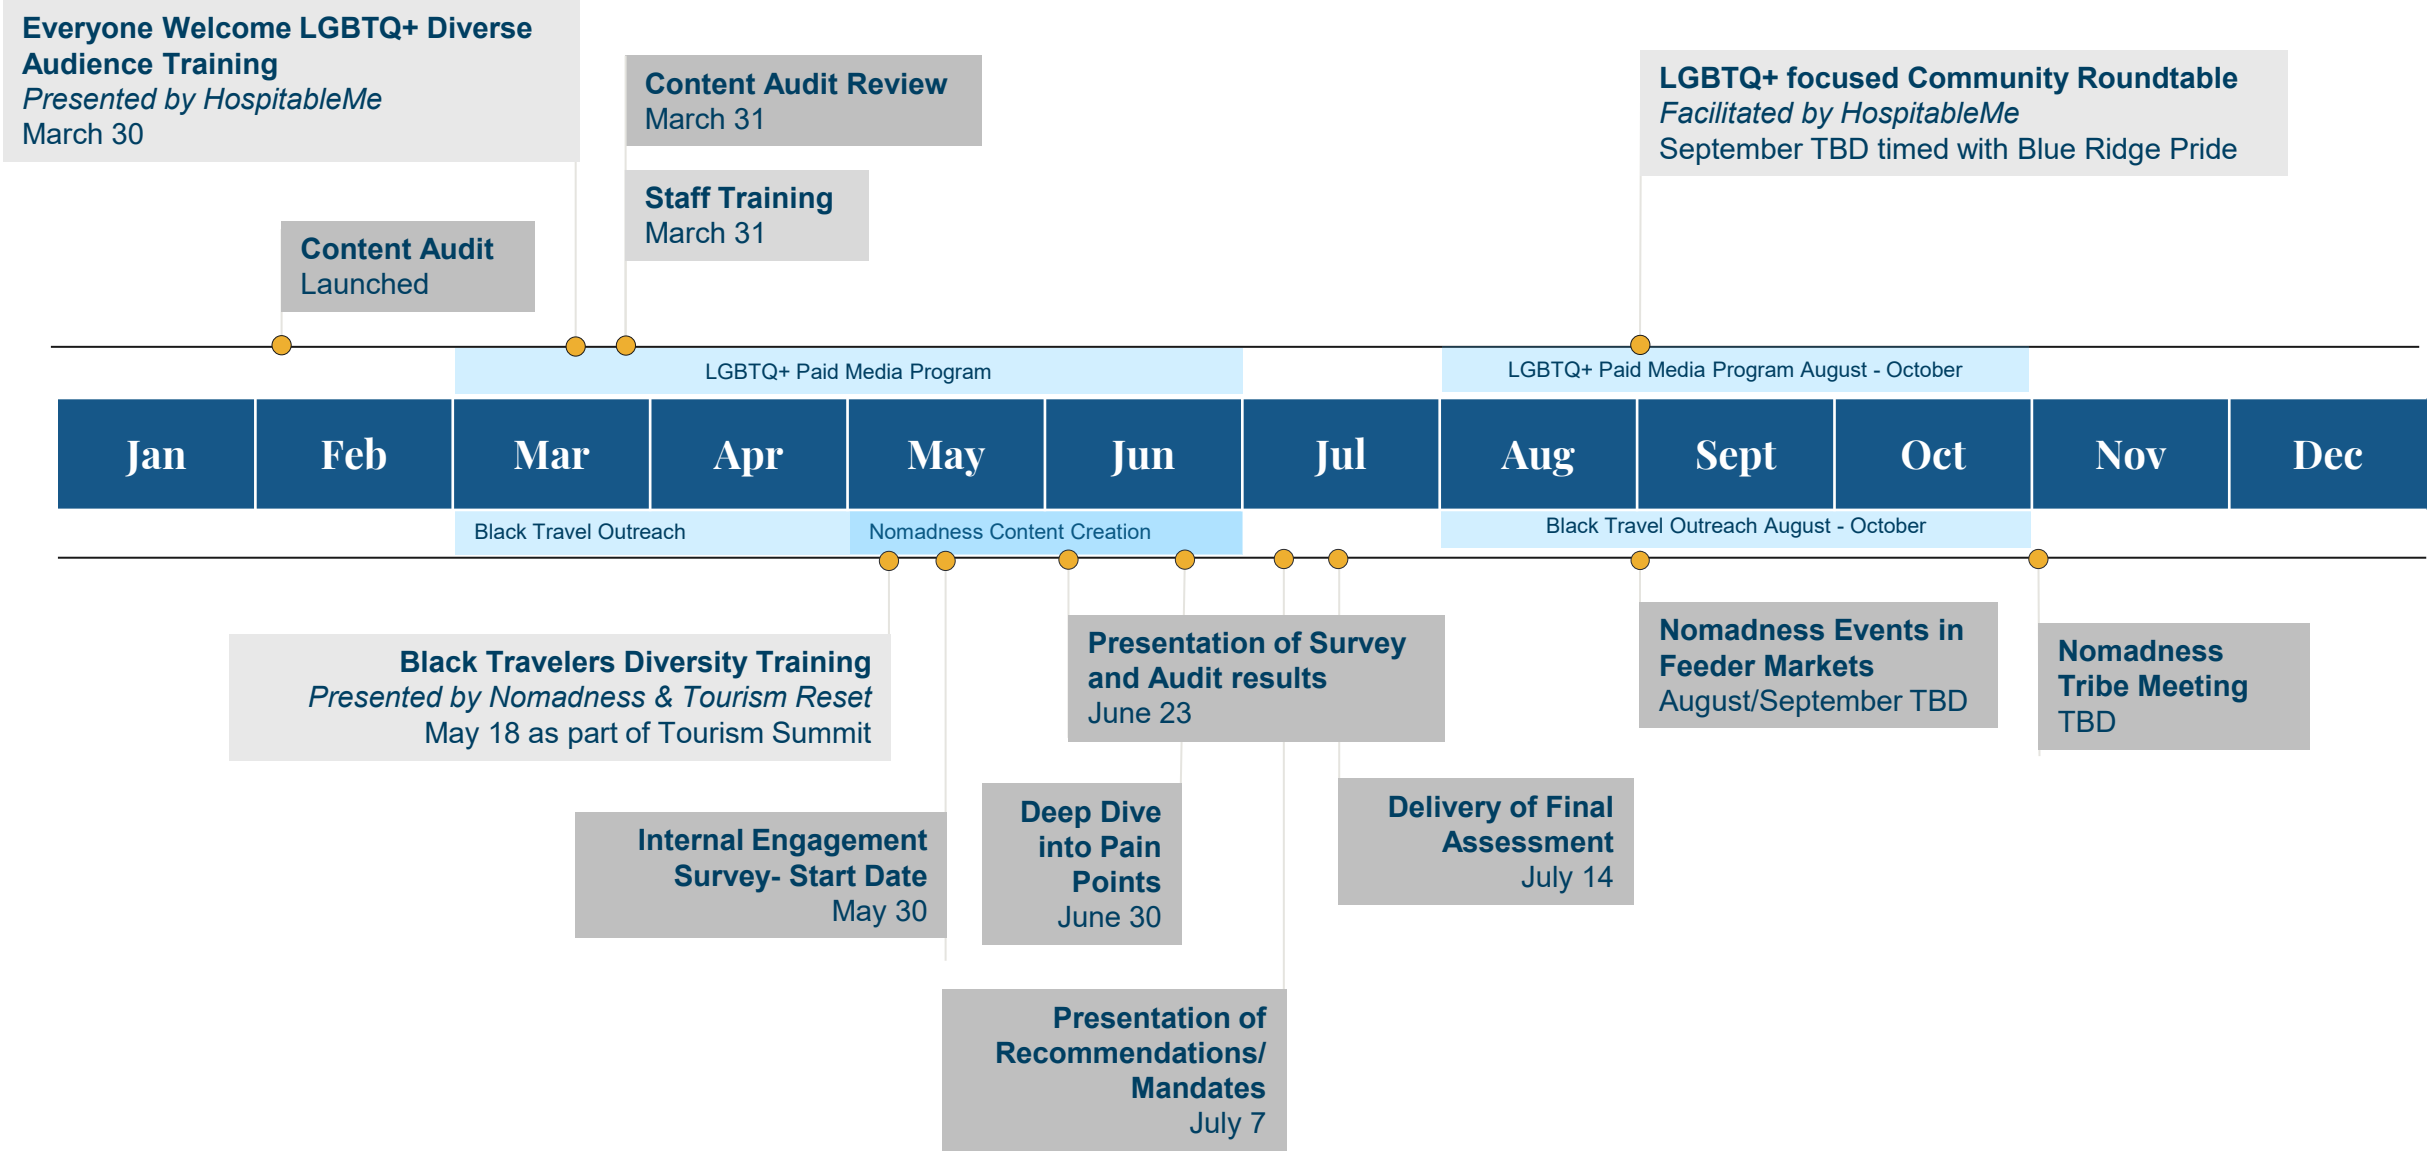 Everyone Welcome LGBTQ+ Diverse
Audience Training
Presented by HospitableMe
March 30
Content Audit Review
March 31
Staff Training
March 31
Content Audit
Launched
LGBTQ+ focused Community Roundtable
Facilitated by HospitableMe
September TBD timed with Blue Ridge Pride
LGBTQ+ Paid Media Program
LGBTQ+ Paid Media Program August - October
Jan
Feb
Mar
Apr
May
Jun
Jul
Aug
Sept
Oct
Nov
Dec
Black Travel Outreach
Nomadness Content Creation
Black Travel Outreach August - October
Black Travelers Diversity Training
Presented by Nomadness & Tourism Reset
May 18 as part of Tourism Summit
Presentation of Survey
and Audit results
June 23
Nomadness Events in
Feeder Markets
August/September TBD
Nomadness
Tribe Meeting
TBD
Internal Engagement
Survey- Start Date
May 30
Deep Dive
into Pain
Points
June 30
Delivery of Final
Assessment
July 14
Presentation of
Recommendations/
Mandates
July 7